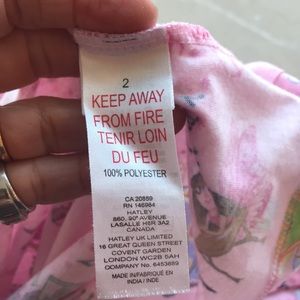 2
KEEP AWAY
FROM FIRE
TENIR LOIN
DU FEU
100% POLYESTER
CA 20859
RN 146984
HATLEY
860, 90e AVENUE
LASALLE H8R 3A2
CANADA
HATLEY UK LIMITED
16 GREAT QUEEN STREET
COVENT GARDEN
LONDON WC2B 5AH
COMPANY No. 6453689
MADE IN/FABRIQUÉ EN
INDIA / INDE